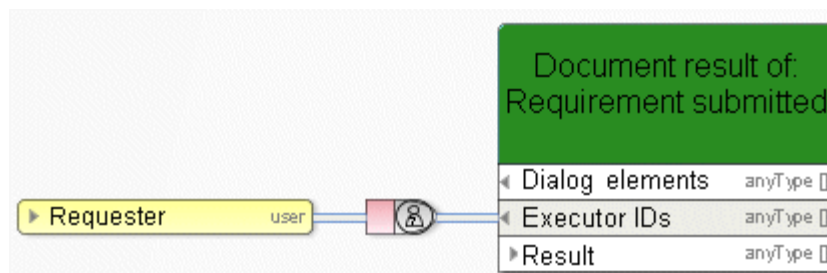 Document result of:
Requirement submitted
Dialog elements anyType []
Requester user
Executor IDs anyType []
Result anyType []